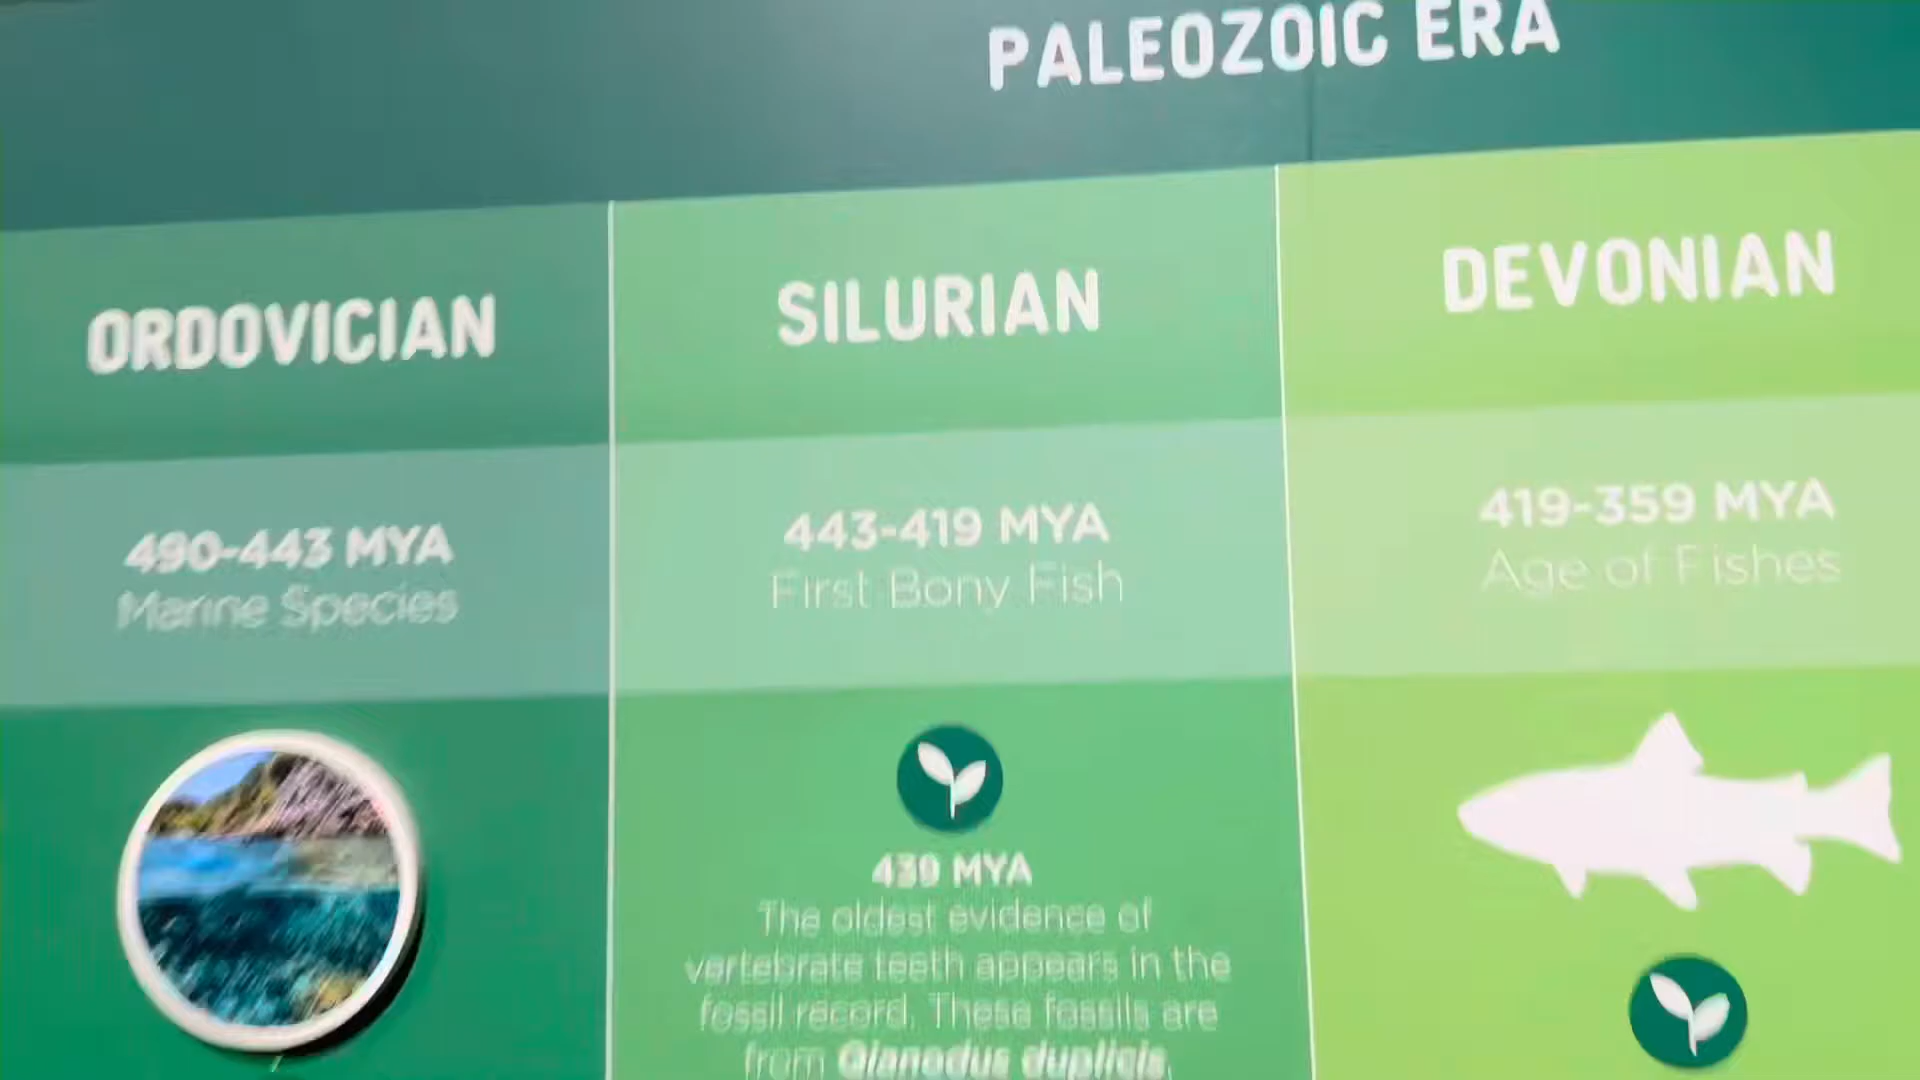 PALEOZOIC ERA
ORDOVICIAN
490-443 MYA
Marine Species
SILURIAN
443-419 MYA
First Bony Fish
439 MYA
The oldest evidence of
vertebrate teeth appears in the
fossil record. These fossils are
from Qianodus duplicis,
DEVONIAN
419-359 MYA
Age of Fishes